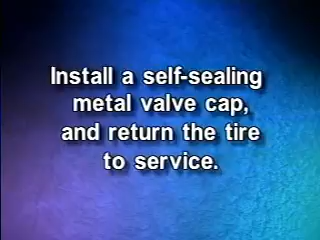 Install a self-sealing
metal valve cap,
and return the tire
to service.